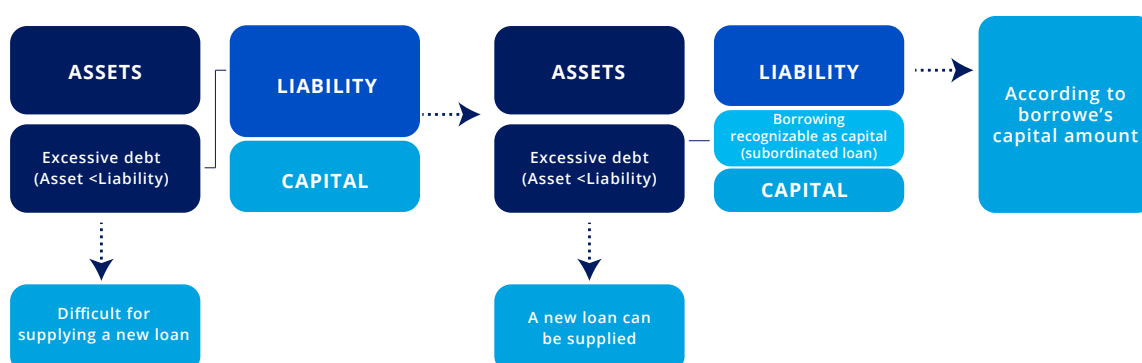 ASSETS
LIABILITY
Excessive debt
(Asset <Liability)
CAPITAL
Difficult for
supplying a new loan
ASSETS
LIABILITY
Borrowing
recognizable as capital
(subordinated loan)
Excessive debt
(Asset <Liability)
CAPITAL
A new loan can
be supplied
According to
borrowe’s
capital amount